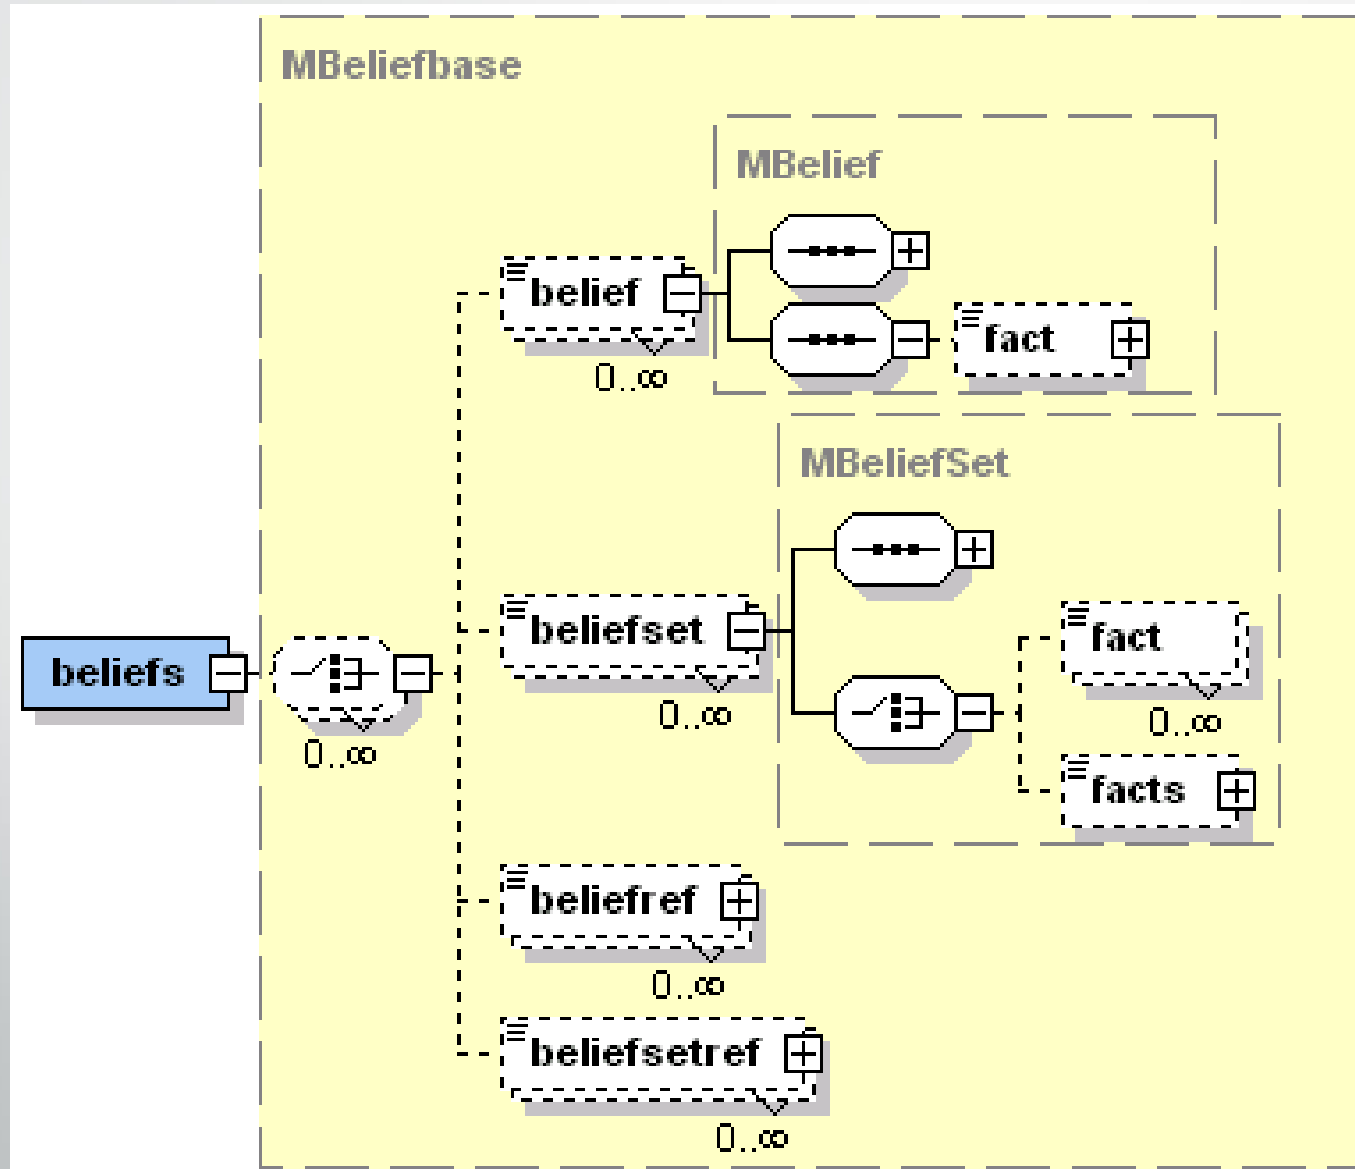 MBeliefbase
MBelief
belief
fact
0..∞
MBeliefSet
beliefset
fact
0..∞
0..∞
beliefs
0..∞
facts
beliefref
0..∞
beliefsetref
0..∞